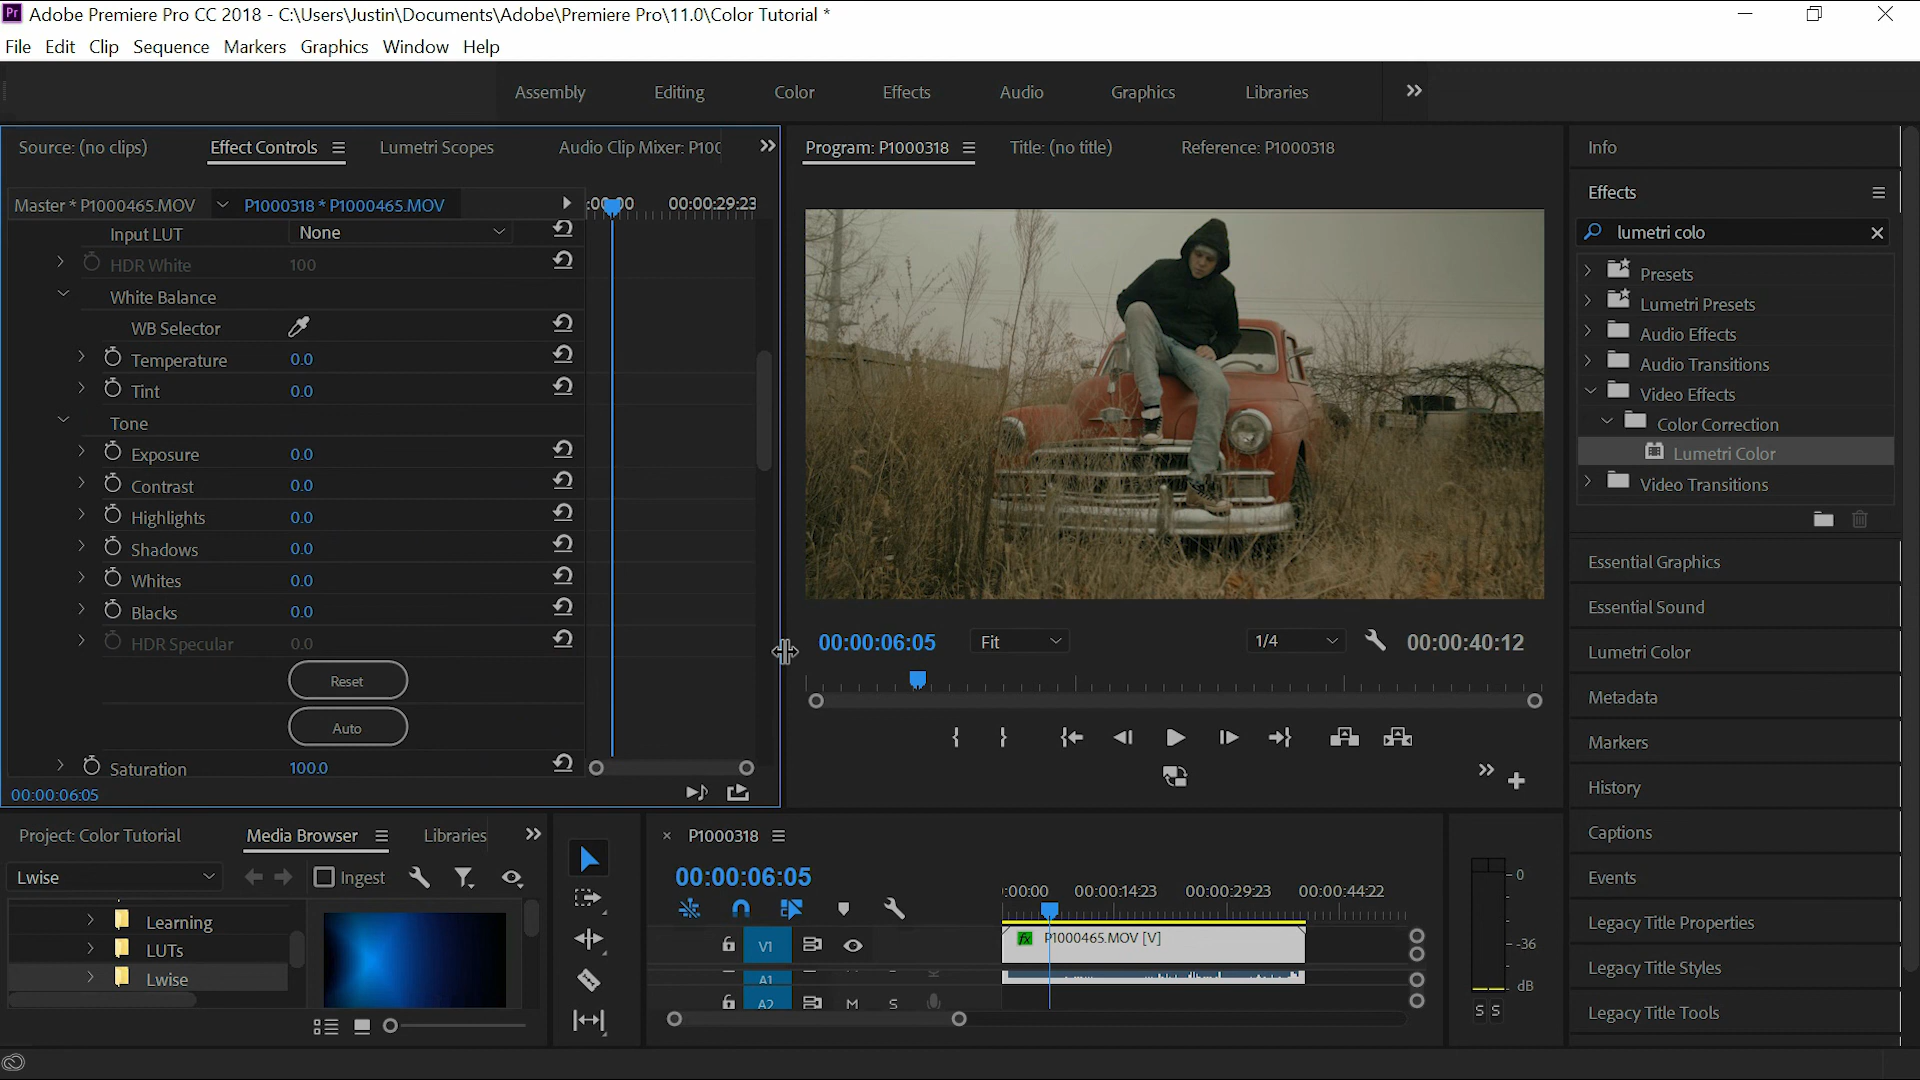 Adobe Premiere Pro CC 2018 - C:\Users\Justin\Documents\Adobe\Premiere Pro\11.0\Color Tutorial *
File Edit Clip Sequence Markers Graphics Window Help
Assembly Editing Color Effects Audio Graphics Libraries
Source: (no clips) Effect Controls Lumetri Scopes Audio Clip Mixer: P100
Master * P1000465.MOV P1000318 * P1000465.MOV :00:00 00:00:29:23
Input LUT None
HDR White 100
White Balance
WB Selector
Temperature 0.0
Tint 0.0
Tone
Exposure 0.0
Contrast 0.0
Highlights 0.0
Shadows 0.0
Whites 0.0
Blacks 0.0
HDR Specular 0.0
Reset
Auto
Saturation 100.0
00:00:06:05
Program: P1000318 Title: (no title) Reference: P1000318
00:00:06:05 Fit 1/4 00:00:40:12
Info
Effects
lumetri colo
Presets
Lumetri Presets
Audio Effects
Audio Transitions
Video Effects
Color Correction
Lumetri Color
Video Transitions
Essential Graphics
Essential Sound
Lumetri Color
Metadata
Markers
History
Captions
Events
Legacy Title Properties
Legacy Title Styles
Legacy Title Tools
Project: Color Tutorial Media Browser Libraries
Lwise Ingest
Learning
LUTs
Lwise
P1000318
00:00:06:05
:00:00 00:00:14:23 00:00:29:23 00:00:44:22
V1 fx P1000465.MOV [V]
A1
A2 M S
0
-36
dB
S S